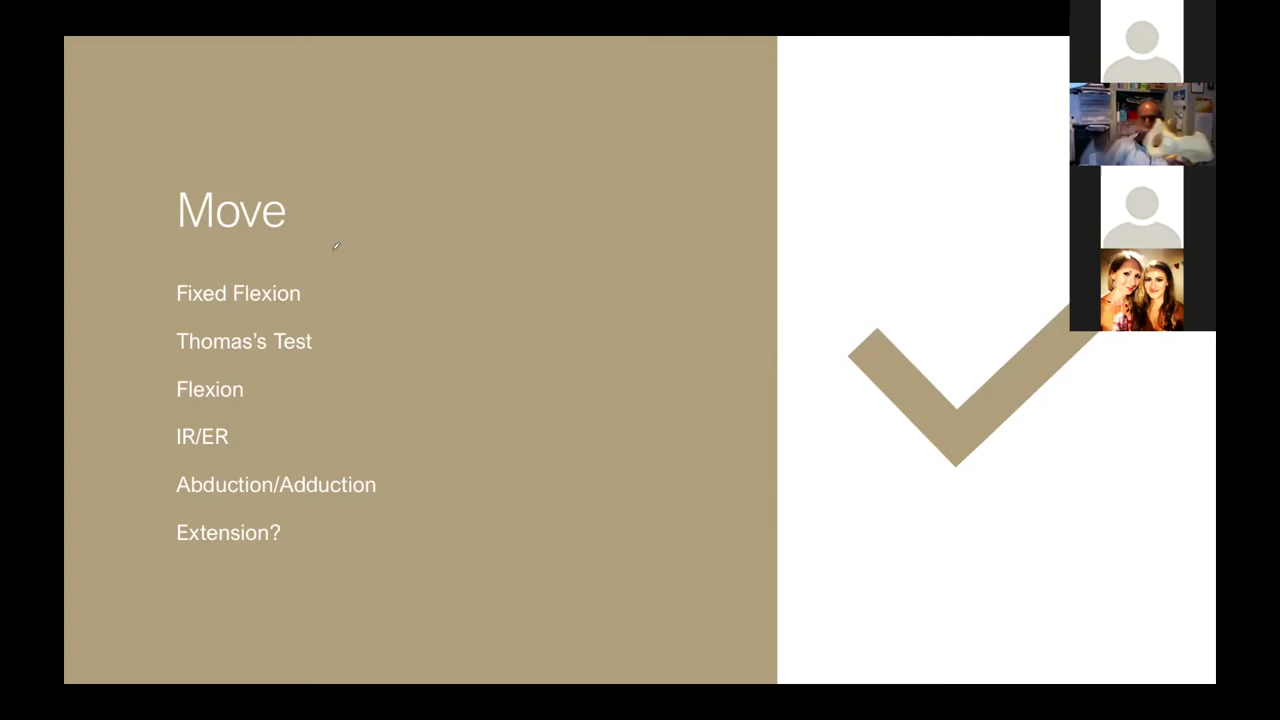 Move
Fixed Flexion
Thomas’s Test
Flexion
IR/ER
Abduction/Adduction
Extension?